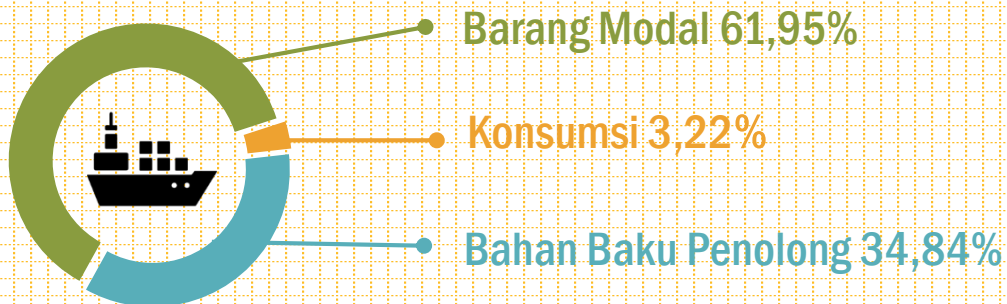 Barang Modal 61,95%
Konsumsi 3,22%
Bahan Baku Penolong 34,84%